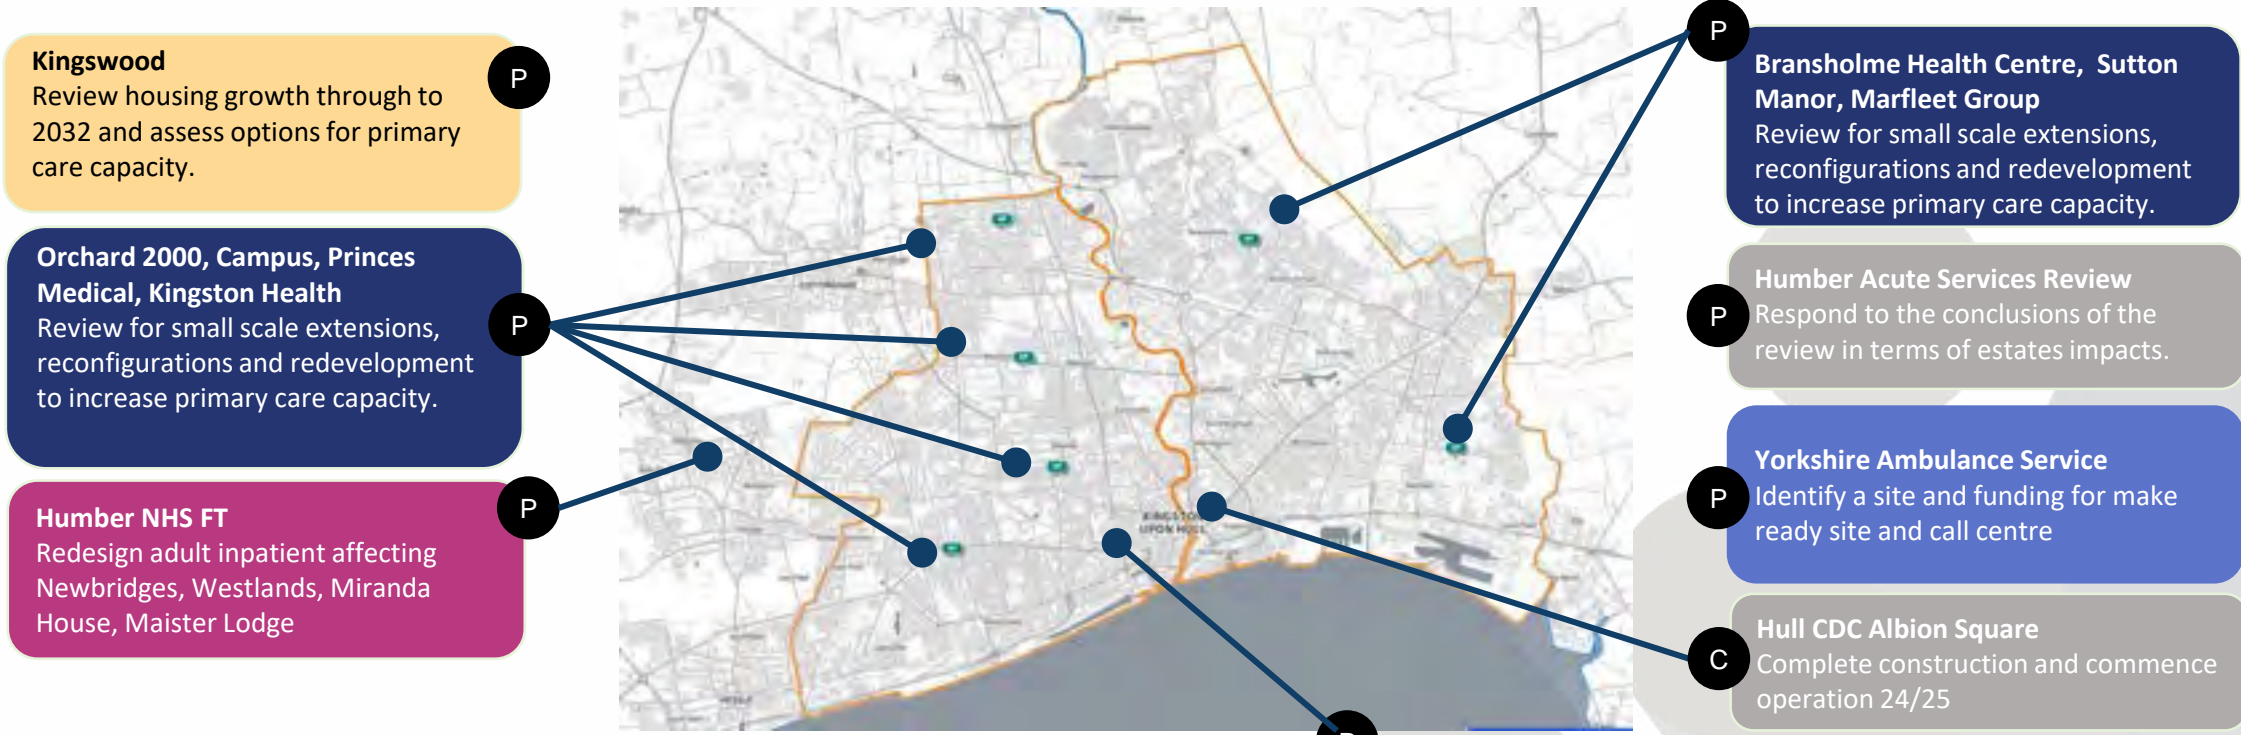 Kingswood
Review housing growth through to
2032 and assess options for primary
care capacity.
P
Orchard 2000, Campus, Princes
Medical, Kingston Health
Review for small scale extensions,
reconfigurations and redevelopment
to increase primary care capacity.
P
Humber NHS FT
Redesign adult inpatient affecting
Newbridges, Westlands, Miranda
House, Maister Lodge
P
KINGSTON
UPON HULL
P
Bransholme Health Centre, Sutton
Manor, Marfleet Group
Review for small scale extensions,
reconfigurations and redevelopment
to increase primary care capacity.
P
Humber Acute Services Review
Respond to the conclusions of the
review in terms of estates impacts.
P
Yorkshire Ambulance Service
Identify a site and funding for make
ready site and call centre
C
Hull CDC Albion Square
Complete construction and commence
operation 24/25